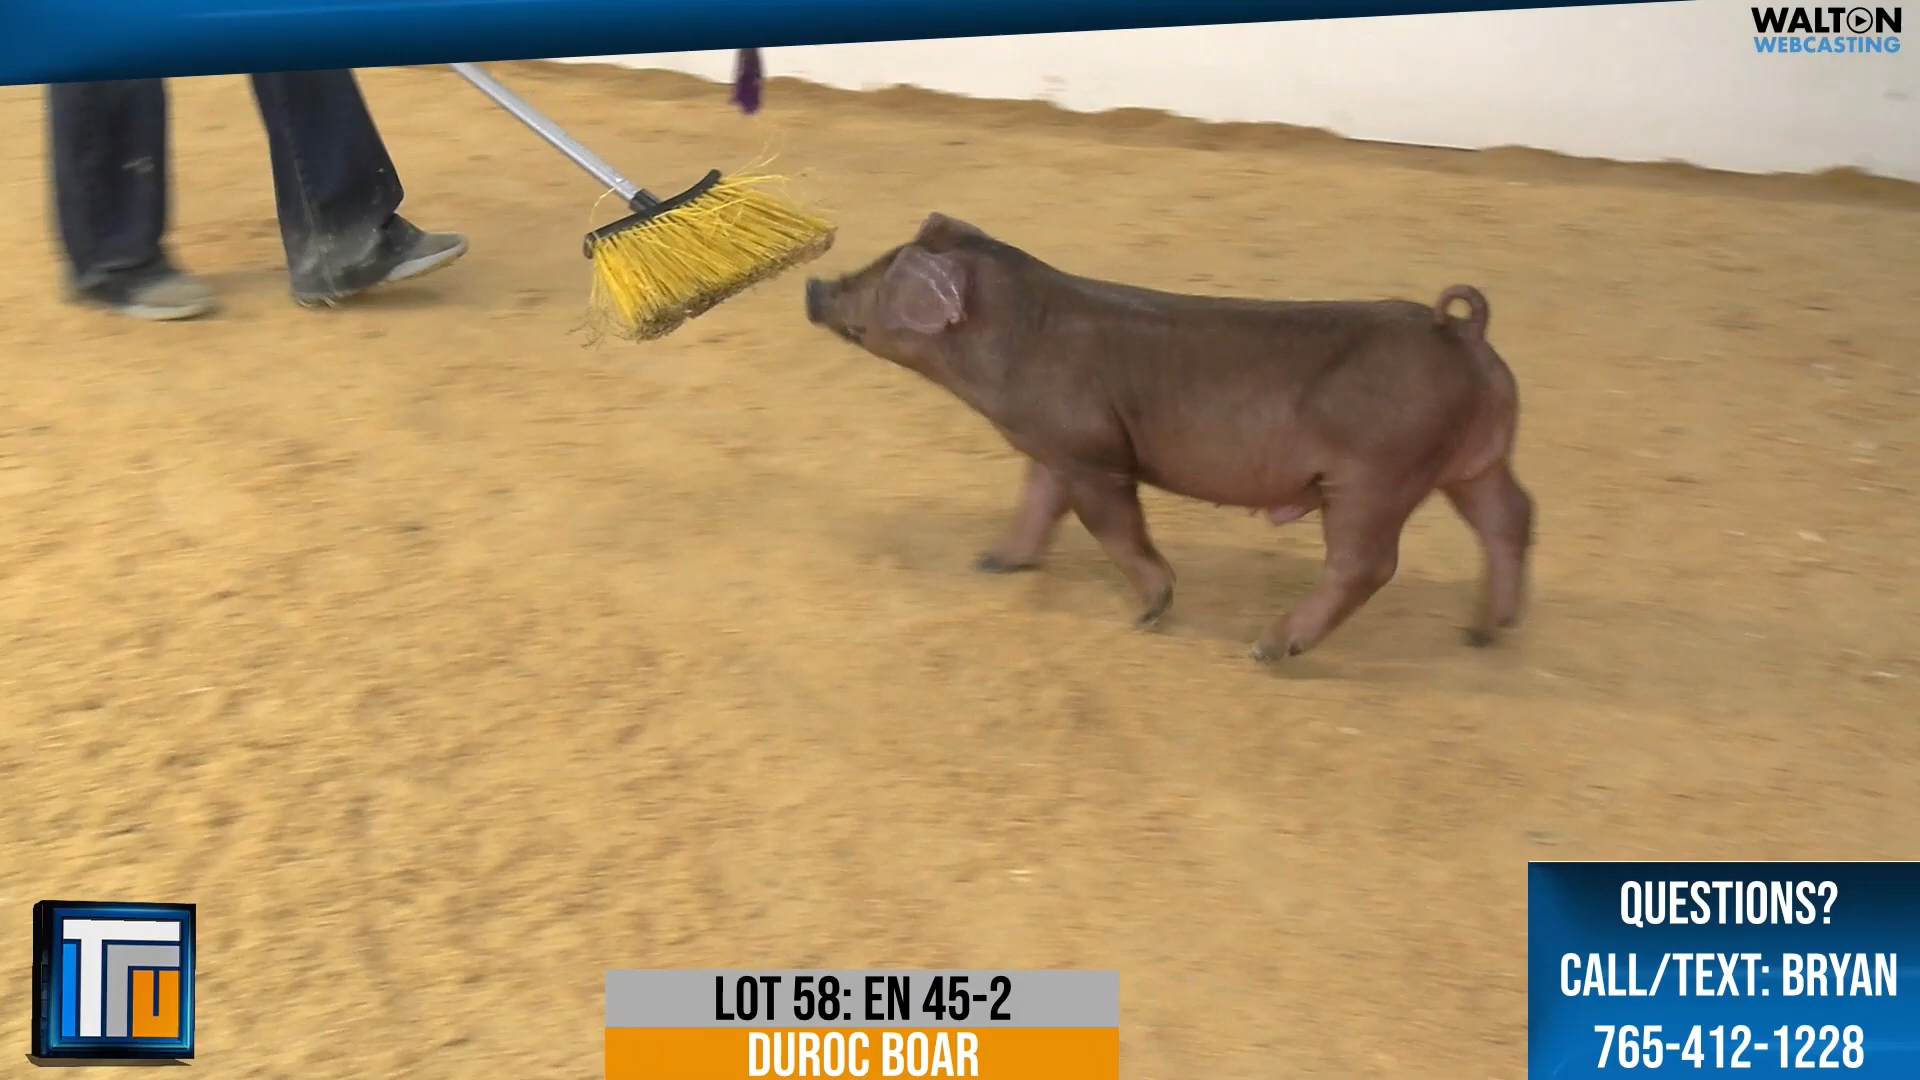 WALTON
WEBCASTING
LOT 58: EN 45-2
DUROC BOAR
QUESTIONS?
CALL/TEXT: BRYAN
765-412-1228